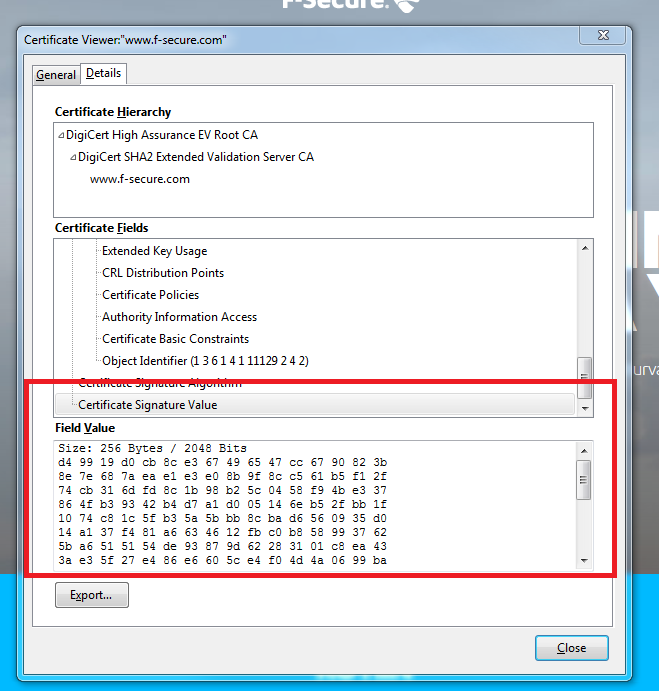 F-Secure.
Certificate Viewer:"www.f-secure.com"
General Details
Certificate Hierarchy
DigiCert High Assurance EV Root CA
DigiCert SHA2 Extended Validation Server CA
www.f-secure.com
Certificate Fields
Extended Key Usage
CRL Distribution Points
Certificate Policies
Authority Information Access
Certificate Basic Constraints
Object Identifier (1 3 6 1 4 1 11129 2 4 2)
Certificate Signature Algorithm
Certificate Signature Value
Field Value
Size: 256 Bytes / 2048 Bits
d4 99 19 d0 cb 8c e3 67 49 65 47 cc 67 90 82 3b
8e 7e 68 7a ea e1 e3 e0 8b 9f 8c c5 61 b5 f1 2f
74 cb 31 6d fd 8c 1b 98 b2 5c 04 58 f9 4b e3 37
86 4f b3 93 42 b4 d7 a1 d0 05 14 6e b5 2f bb 1f
10 74 c8 1c 5f b3 5a 5b bb 8c ba d6 56 09 35 d0
14 a1 37 f4 81 a6 63 46 12 fb c0 b8 58 99 37 62
5b a6 51 51 54 de 93 87 9d 62 28 31 01 c8 ea 43
3a e3 5f 27 e4 86 e6 60 5c e4 f0 4d 4a 06 99 ba
Export...
Close